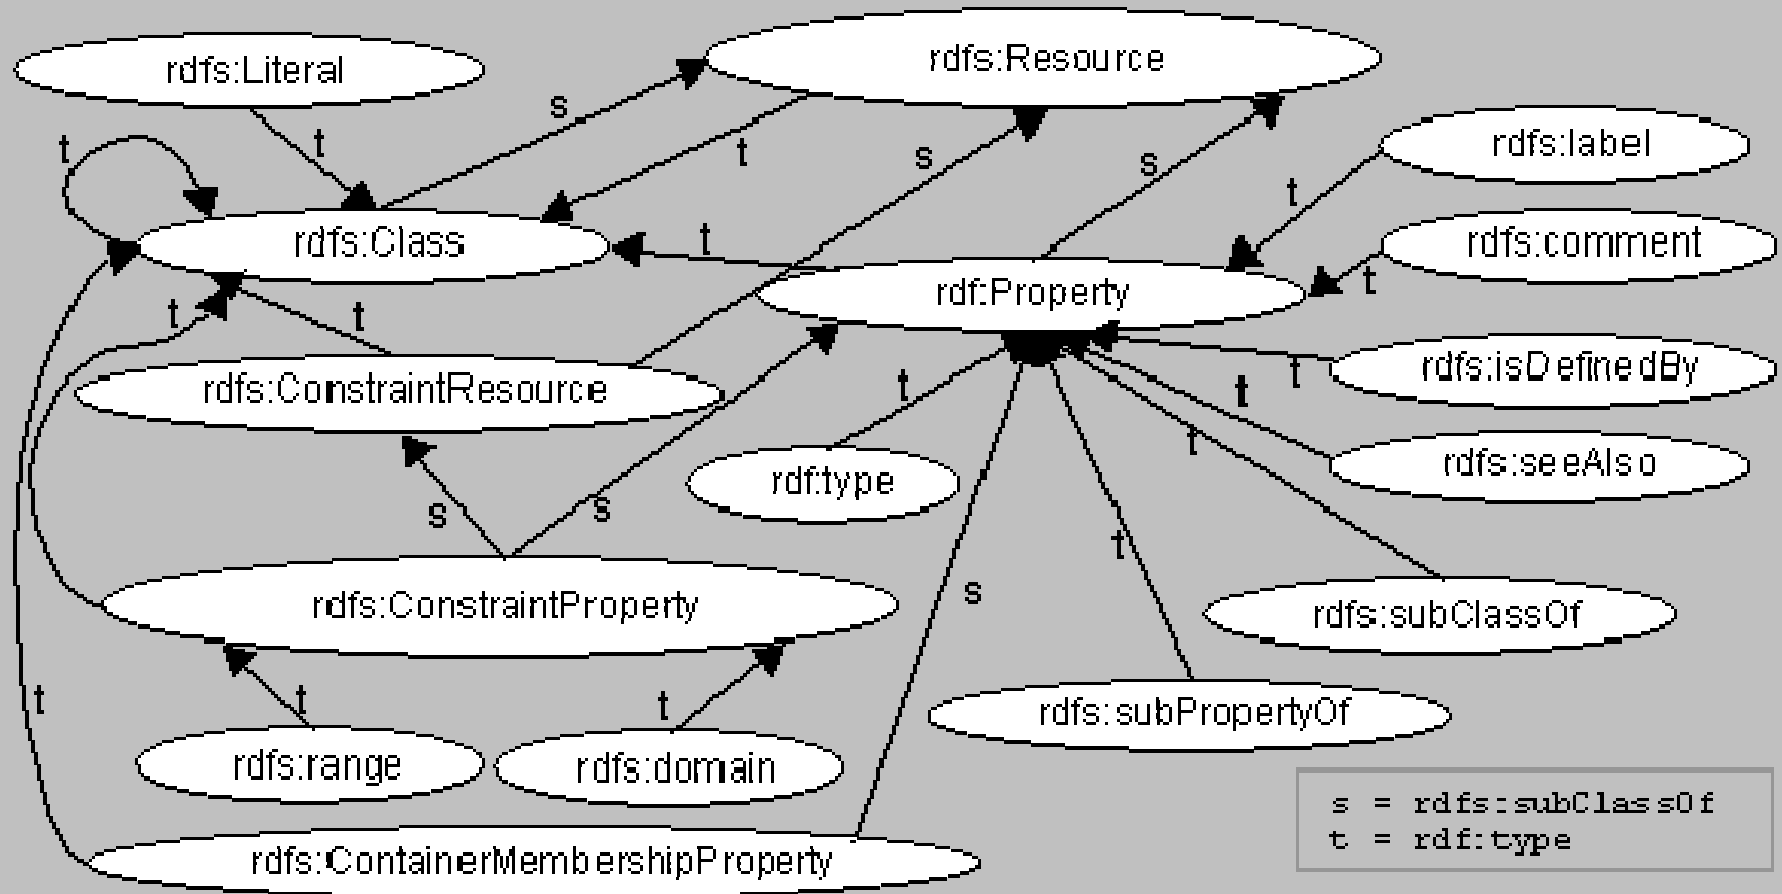 rdfs:Literal
rdfs:Resource
s
t
t
t
s
s
rdfs:label
t
rdfs:Class
t
rdfs:comment
t
rdf:Property
t
t
rdfs:ConstraintResource
t
rdfs:isDefinedBy
t
t
rdf:type
t
rdfs:seeAlso
s
s
t
s
rdfs:ConstraintProperty
rdfs:subClassOf
t
t
t
rdfs:subPropertyOf
rdfs:range
rdfs:domain
s = rdfs:subClassOf
t = rdf:type
rdfs:ContainerMembershipProperty